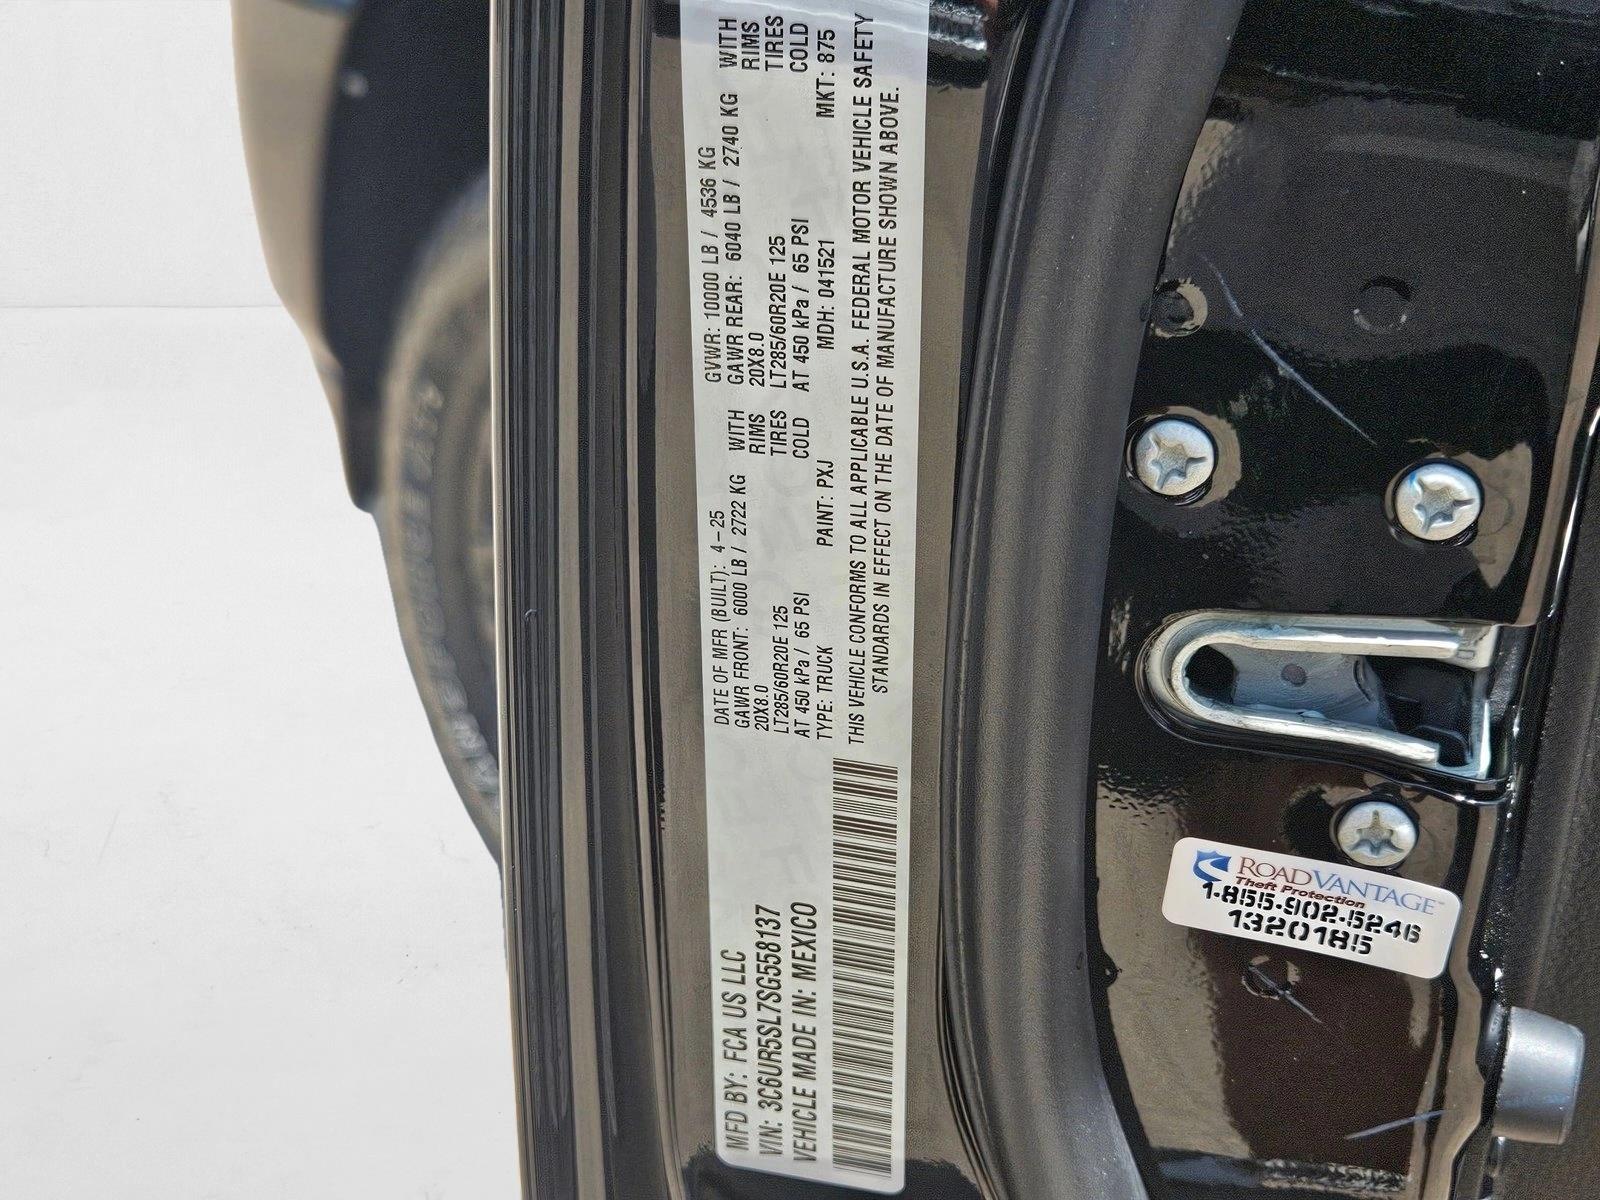 MFD BY: FCA US LLC
VIN: 3C6UR5SL7SG558137
VEHICLE MADE IN: MEXICO
DATE OF MFR (BUILT): 4-25
GVWR: 10000 LB / 4536 KG
GAWR FRONT: 6000 LB / 2722 KG WITH
20X8.0 RIMS
LT285/60R20E 125 TIRES
AT 450 kPa / 65 PSI COLD
GAWR REAR: 6040 LB / 2740 KG WITH
20X8.0 RIMS
LT285/60R20E 125 TIRES
AT 450 kPa / 65 PSI COLD
TYPE: TRUCK PAINT: PXJ MDH: 041521 MKT: 875
THIS VEHICLE CONFORMS TO ALL APPLICABLE U.S.A. FEDERAL MOTOR VEHICLE SAFETY
STANDARDS IN EFFECT ON THE DATE OF MANUFACTURE SHOWN ABOVE.
ROADVANTAGE
Theft Protection
1-855-902-5246
1320185